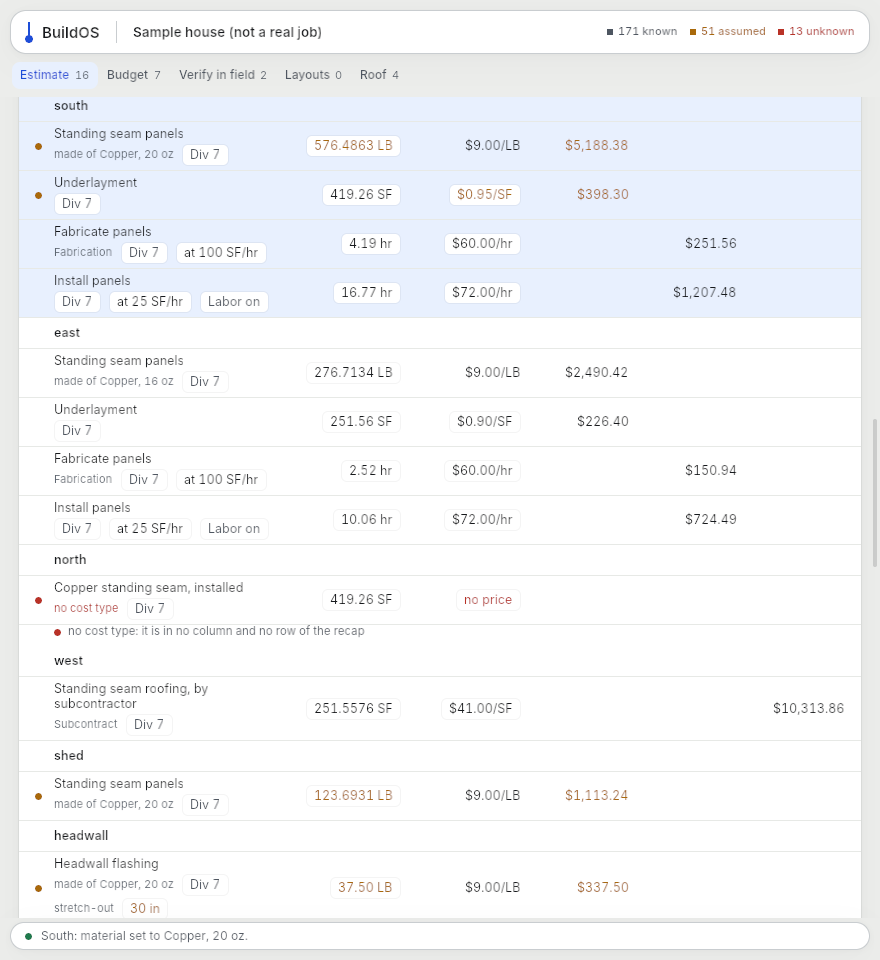 BuildOS Sample house (not a real job) 171 known 51 assumed 13 unknown
Estimate 16 Budget 7 Verify in field 2 Layouts 0 Roof 4
south
Standing seam panels
made of Copper, 20 oz Div 7 576.4863 LB $9.00/LB $5,188.38
Underlayment
Div 7 419.26 SF $0.95/SF $398.30
Fabricate panels
Fabrication Div 7 at 100 SF/hr 4.19 hr $60.00/hr $251.56
Install panels
Div 7 at 25 SF/hr Labor on 16.77 hr $72.00/hr $1,207.48
east
Standing seam panels
made of Copper, 16 oz Div 7 276.7134 LB $9.00/LB $2,490.42
Underlayment
Div 7 251.56 SF $0.90/SF $226.40
Fabricate panels
Fabrication Div 7 at 100 SF/hr 2.52 hr $60.00/hr $150.94
Install panels
Div 7 at 25 SF/hr Labor on 10.06 hr $72.00/hr $724.49
north
Copper standing seam, installed
no cost type Div 7 419.26 SF no price
no cost type: it is in no column and no row of the recap
west
Standing seam roofing, by
subcontractor
Subcontract Div 7 251.5576 SF $41.00/SF $10,313.86
shed
Standing seam panels
made of Copper, 20 oz Div 7 123.6931 LB $9.00/LB $1,113.24
headwall
Headwall flashing
made of Copper, 20 oz Div 7 37.50 LB $9.00/LB $337.50
stretch-out 30 in
South: material set to Copper, 20 oz.